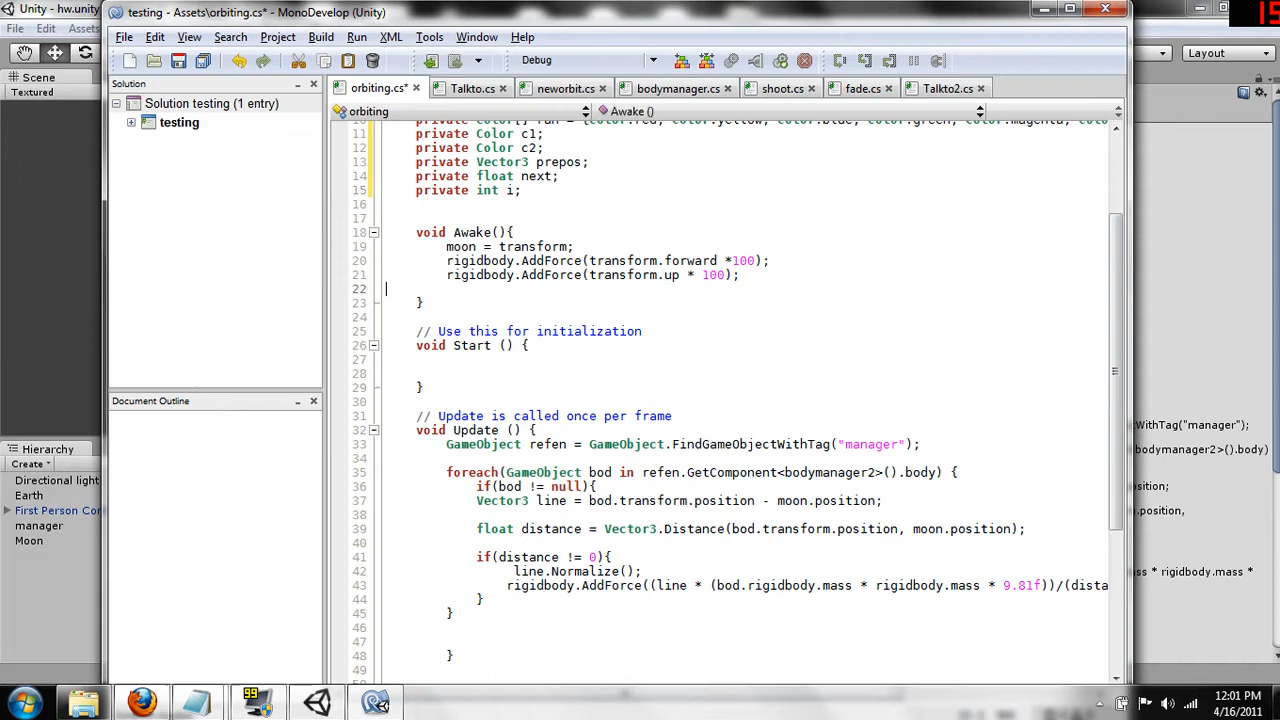 Unity - hw.unity
testing - Assets\orbiting.cs* - MonoDevelop (Unity)
15
File Edit Assets
File Edit View Search Project Build Run XML Tools Window Help
Debug
Layout
Scene
Textured
Solution
orbiting.cs* × Talkto.cs × neworbit.cs × bodymanager.cs × shoot.cs × fade.cs × Talkto2.cs ×
Solution testing (1 entry)
testing
orbiting
Awake ()
11 private Color c1;
12 private Color c2;
13 private Vector3 prepos;
14 private float next;
15 private int i;
16
17
18 void Awake(){
19 moon = transform;
20 rigidbody.AddForce(transform.forward *100);
21 rigidbody.AddForce(transform.up * 100);
22
23 }
24
25 // Use this for initialization
26 void Start () {
27
28
29 }
30
31 // Update is called once per frame
32 void Update () {
33 GameObject refen = GameObject.FindGameObjectWithTag("manager");
34
35 foreach(GameObject bod in refen.GetComponent<bodymanager2>().body) {
36 if(bod != null){
37 Vector3 line = bod.transform.position - moon.position;
38
39 float distance = Vector3.Distance(bod.transform.position, moon.position);
40
41 if(distance != 0){
42 line.Normalize();
43 rigidbody.AddForce((line * (bod.rigidbody.mass * rigidbody.mass * 9.81f))/(dista
44 }
45 }
46
47
48 }
49
Document Outline
Hierarchy
Create
Directional light
Earth
First Person Con
manager
Moon
WithTag("manager");
bodymanager2>().body)
osition;
osition,
ss * rigidbody.mass *
99
12:01 PM
4/16/2011